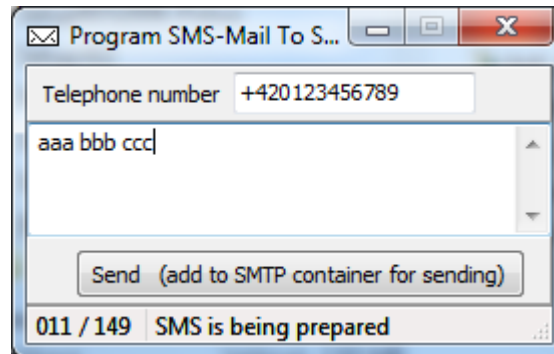 Program SMS-Mail To S...
Telephone number +420123456789
aaa bbb ccc
Send (add to SMTP container for sending)
011 / 149 SMS is being prepared